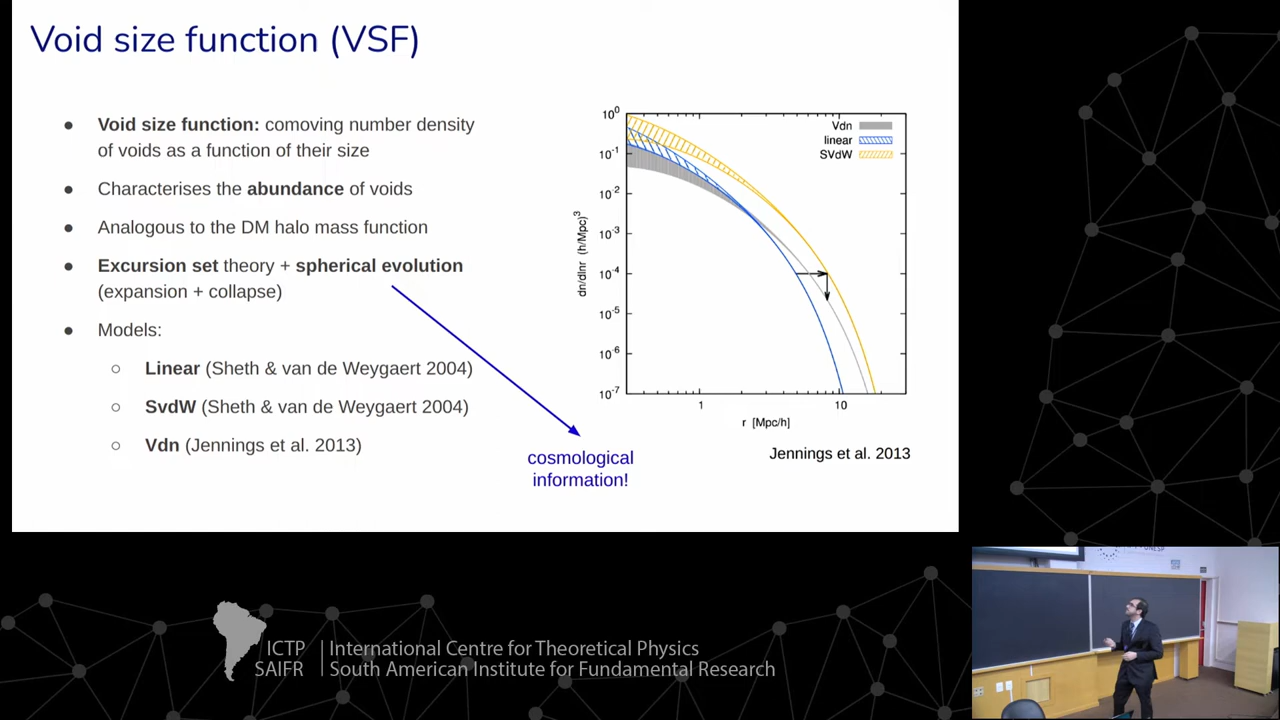 Void size function (VSF)
● Void size function: comoving number density
of voids as a function of their size
● Characterises the abundance of voids
● Analogous to the DM halo mass function
● Excursion set theory + spherical evolution
(expansion + collapse)
● Models:
○ Linear (Sheth & van de Weygaert 2004)
○ SvdW (Sheth & van de Weygaert 2004)
○ Vdn (Jennings et al. 2013)
cosmological
information!
Vdn
linear
SVdW
10^0
10^-1
10^-2
10^-3
10^-4
10^-5
10^-6
10^-7
dn/dlnr (h/Mpc)^3
1 10
r [Mpc/h]
Jennings et al. 2013
ICTP
SAIFR
International Centre for Theoretical Physics
South American Institute for Fundamental Research